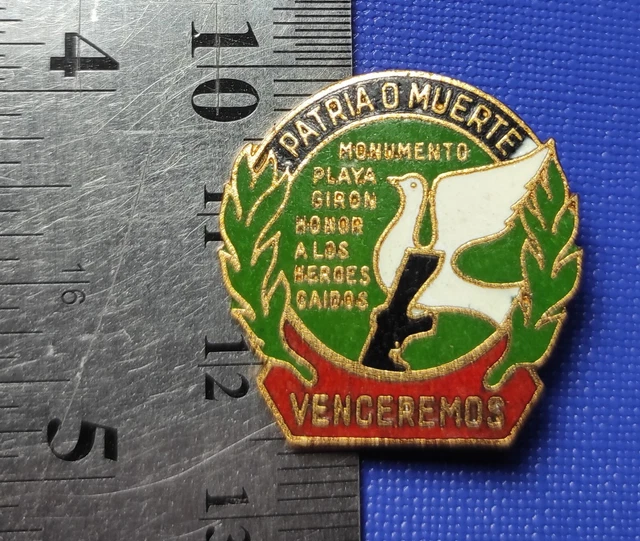 PATRIA O MUERTE
MONUMENTO
PLAYA
GIRON
HONOR
A LOS
HEROES
CAIDOS
VENCEREMOS
4
5
16
10
11
12
13